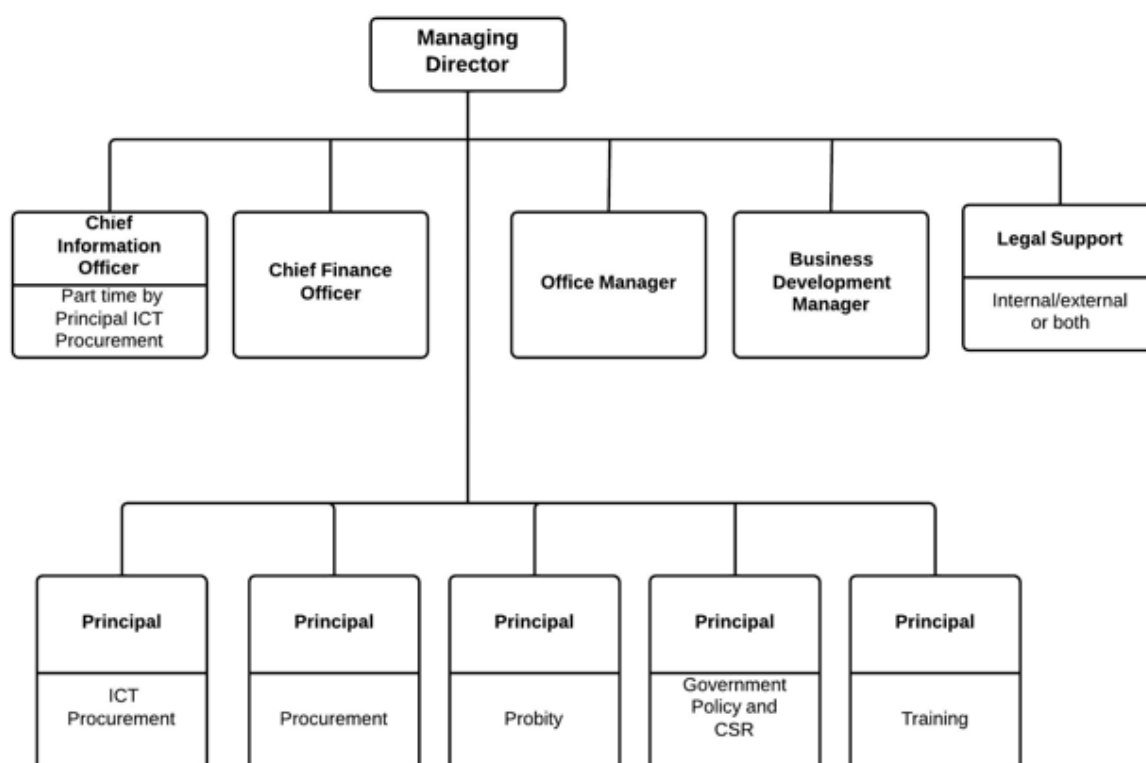 Managing
Director
Chief
Information
Officer
Part time by
Principal ICT
Procurement
Chief Finance
Officer
Office Manager
Business
Development
Manager
Legal Support
Internal/external
or both
Principal
ICT
Procurement
Principal
Procurement
Principal
Probity
Principal
Government
Policy and
CSR
Principal
Training